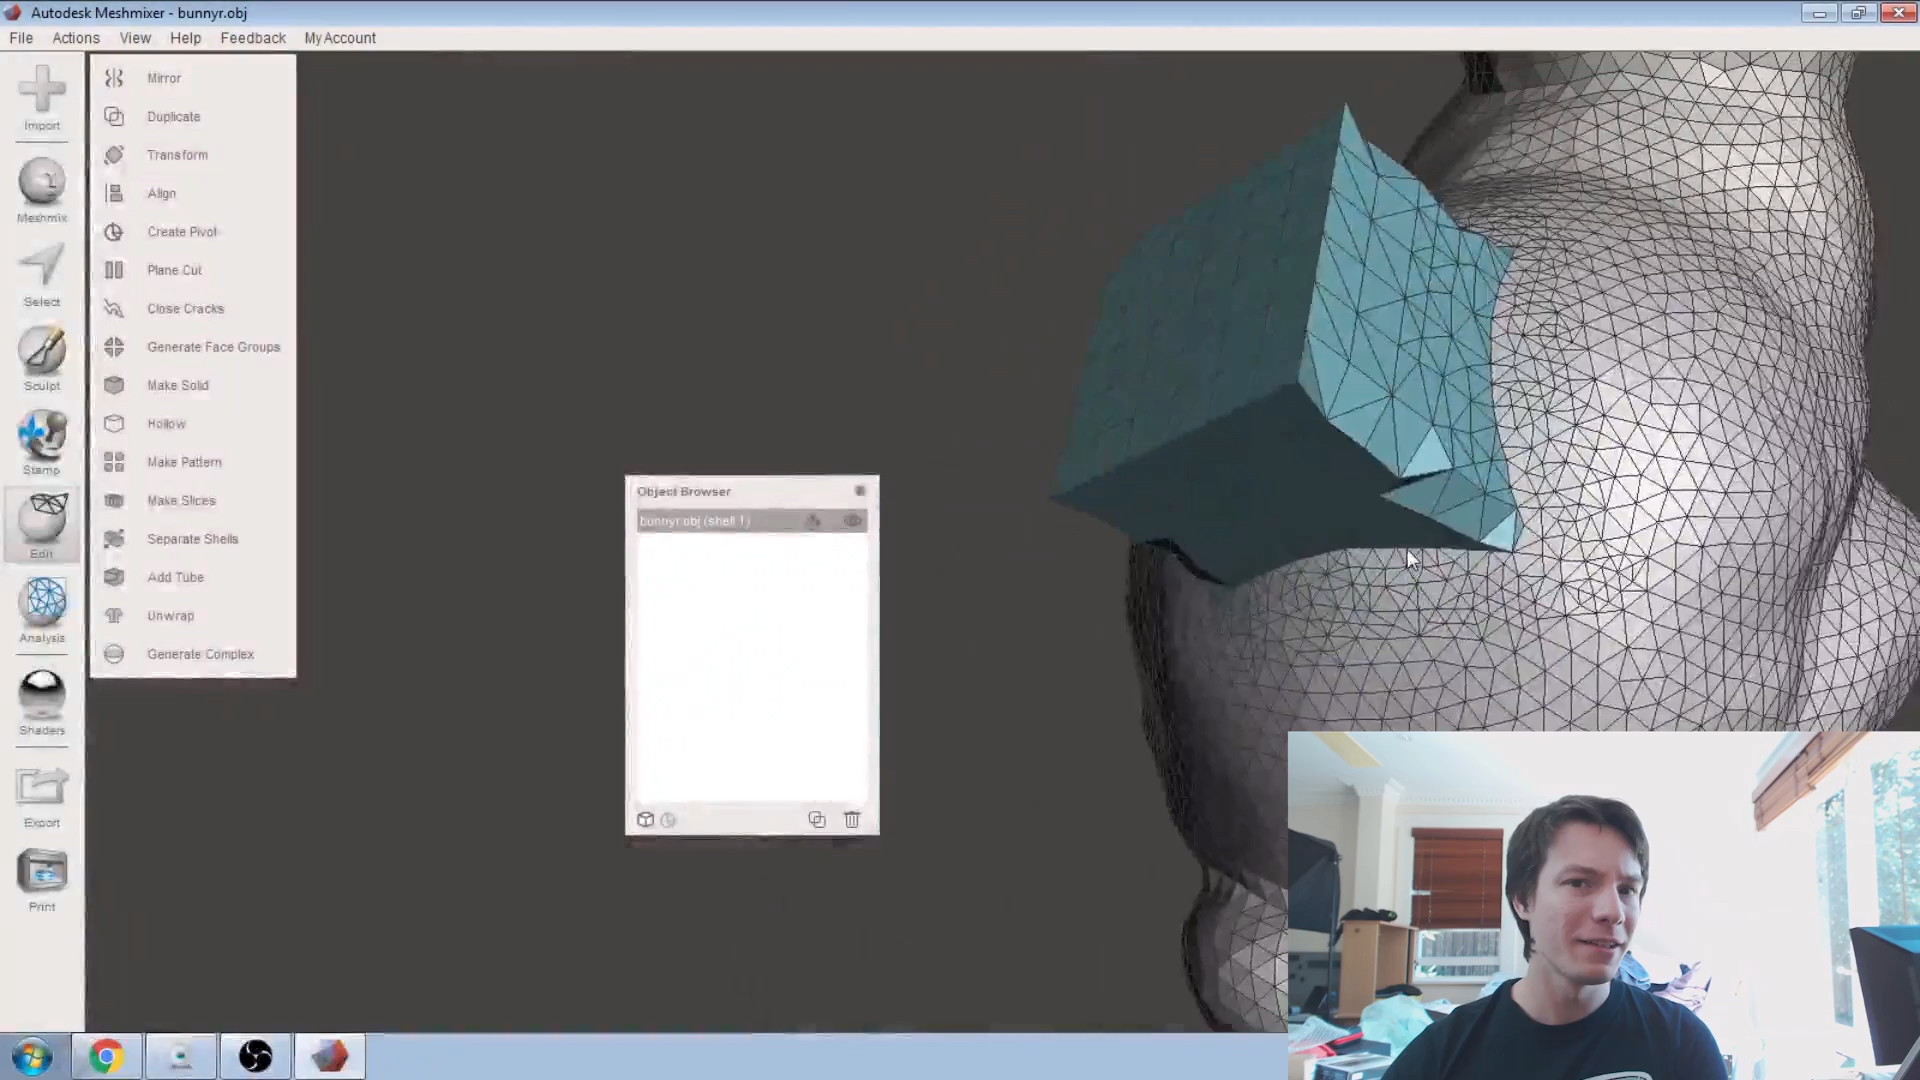 Autodesk Meshmixer - bunnyr.obj
File Actions View Help Feedback My Account
Import
Meshmix
Select
Sculpt
Stamp
Edit
Analysis
Shaders
Export
Print
Mirror
Duplicate
Transform
Align
Create Pivot
Plane Cut
Close Cracks
Generate Face Groups
Make Solid
Hollow
Make Pattern
Make Slices
Separate Shells
Add Tube
Unwrap
Generate Complex
Object Browser
bunnyr.obj (shell 1)